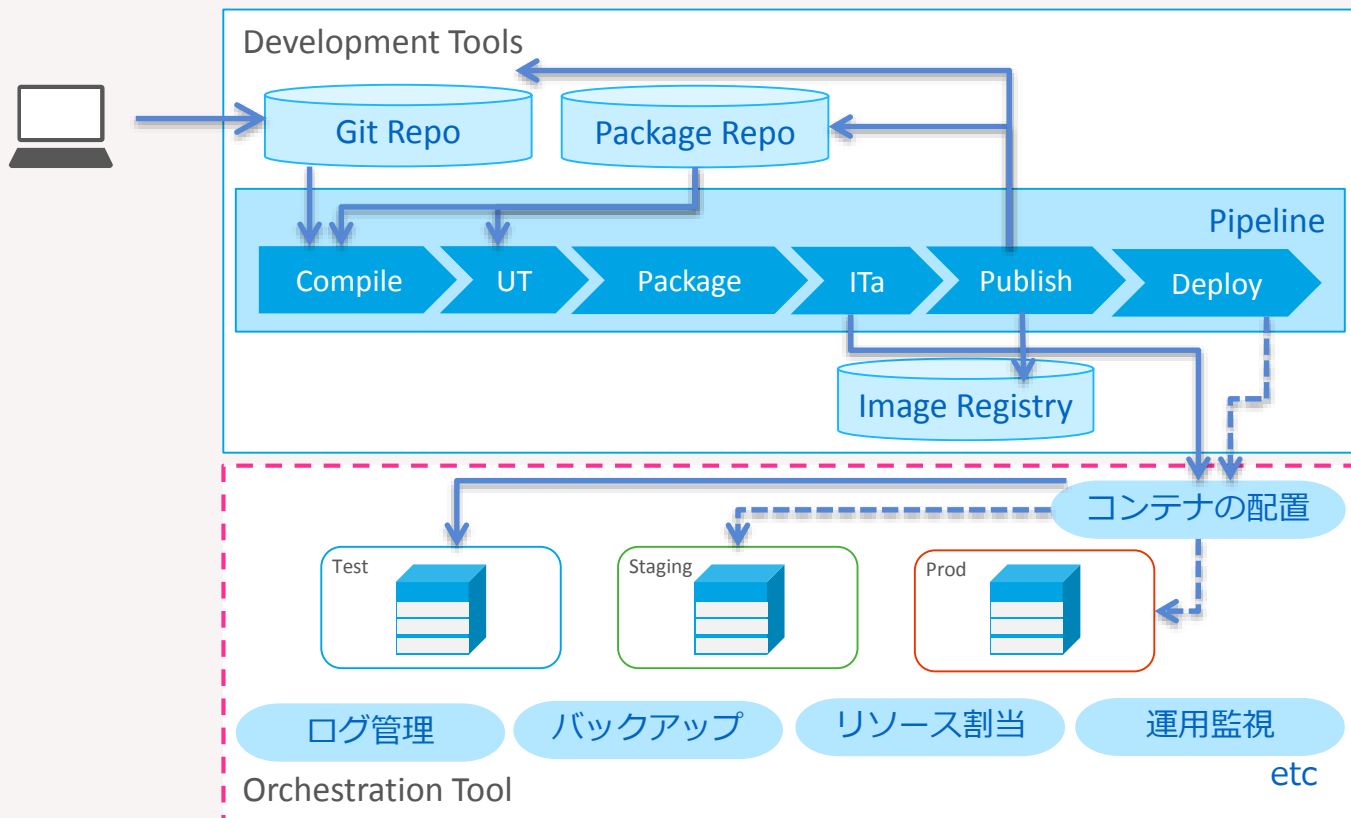 Development Tools
Git Repo
Package Repo
Pipeline
Compile
UT
Package
ITa
Publish
Deploy
Image Registry
コンテナの配置
Test
Staging
Prod
ログ管理
バックアップ
リソース割当
運用監視
etc
Orchestration Tool